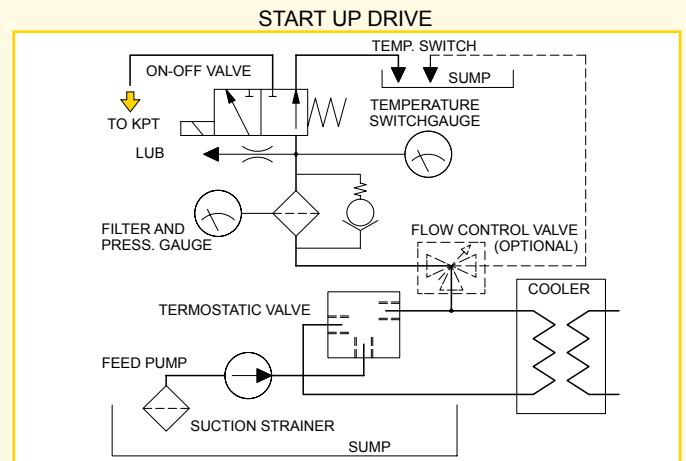 START UP DRIVE
TEMP. SWITCH
ON-OFF VALVE
SUMP
TEMPERATURE
SWITCHGAUGE
TO KPT
LUB
FILTER AND
PRESS. GAUGE
FLOW CONTROL VALVE
(OPTIONAL)
COOLER
TERMOSTATIC VALVE
FEED PUMP
SUCTION STRAINER
SUMP